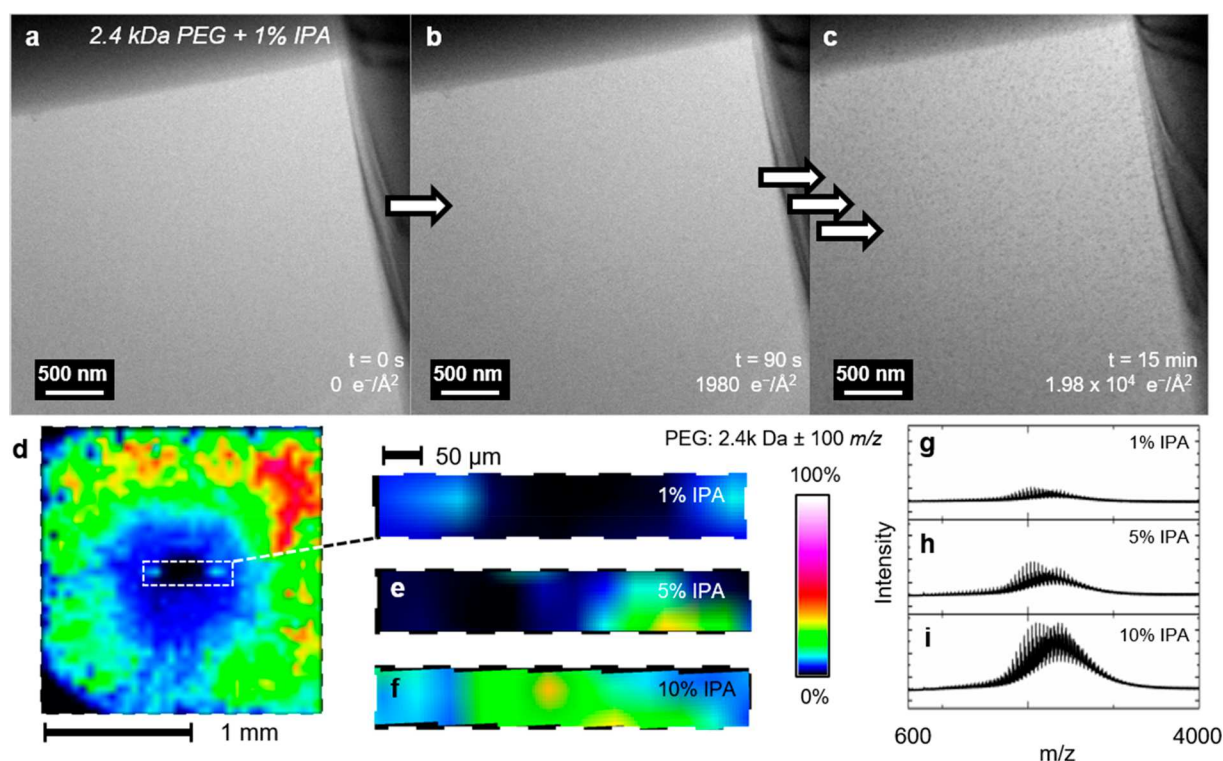 a 2.4 kDa PEG + 1% IPA
b
c
500 nm
t = 0 s
0 e⁻/Å²
500 nm
t = 90 s
1980 e⁻/Å²
500 nm
t = 15 min
1.98 x 10⁴ e⁻/Å²
d
1 mm
PEG: 2.4k Da ± 100 m/z
50 µm
1% IPA
e 5% IPA
f 10% IPA
100%
0%
g 1% IPA
h 5% IPA
i 10% IPA
Intensity
600 4000
m/z